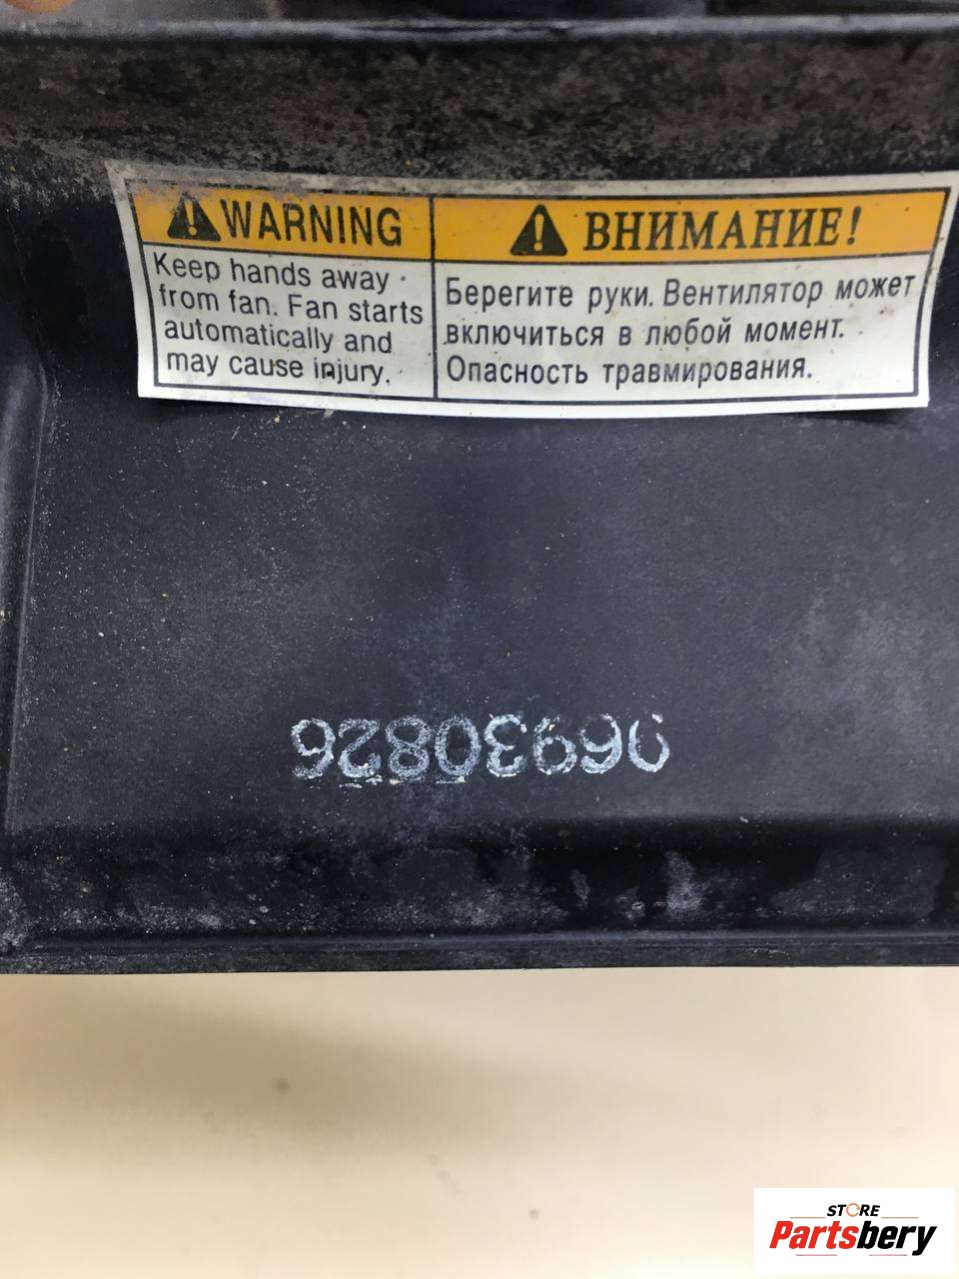 WARNING
Keep hands away
from fan. Fan starts
automatically and
may cause injury.
ВНИМАНИЕ!
Берегите руки. Вентилятор может
включиться в любой момент.
Опасность травмирования.
06930826
STORE
Partsbery